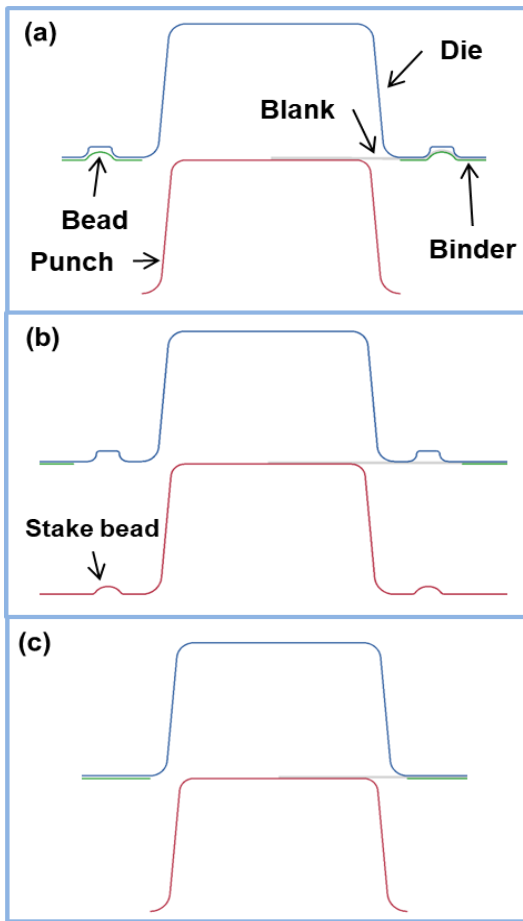 (a)
Die
Blank
Bead
Binder
Punch
(b)
Stake bead
(c)